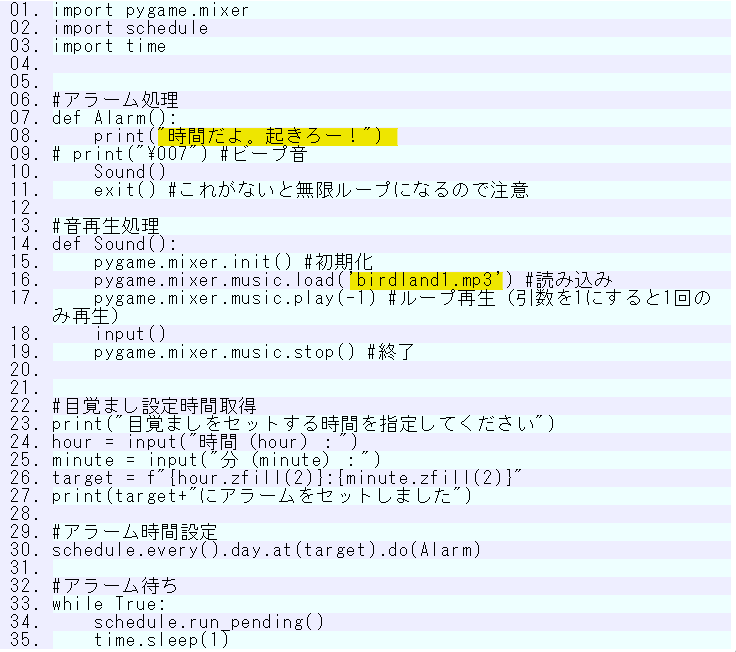 01. import pygame.mixer
02. import schedule
03. import time
04.
05.
06. #アラーム処理
07. def Alarm():
08.     print("時間だよ。起きろー！")
09. # print("¥007") #ビープ音
10.     Sound()
11.     exit() #これがないと無限ループになるので注意
12.
13. #音再生処理
14. def Sound():
15.     pygame.mixer.init() #初期化
16.     pygame.mixer.music.load('birdland1.mp3') #読み込み
17.     pygame.mixer.music.play(-1) #ループ再生（引数を1にすると1回の
み再生）
18.     input()
19.     pygame.mixer.music.stop() #終了
20.
21.
22. #目覚まし設定時間取得
23. print("目覚ましをセットする時間を指定してください")
24. hour = input("時間（hour）:")
25. minute = input("分（minute）:")
26. target = f"{hour.zfill(2)}:{minute.zfill(2)}"
27. print(target+"にアラームをセットしました")
28.
29. #アラーム時間設定
30. schedule.every().day.at(target).do(Alarm)
31.
32. #アラーム待ち
33. while True:
34.     schedule.run_pending()
35.     time.sleep(1)